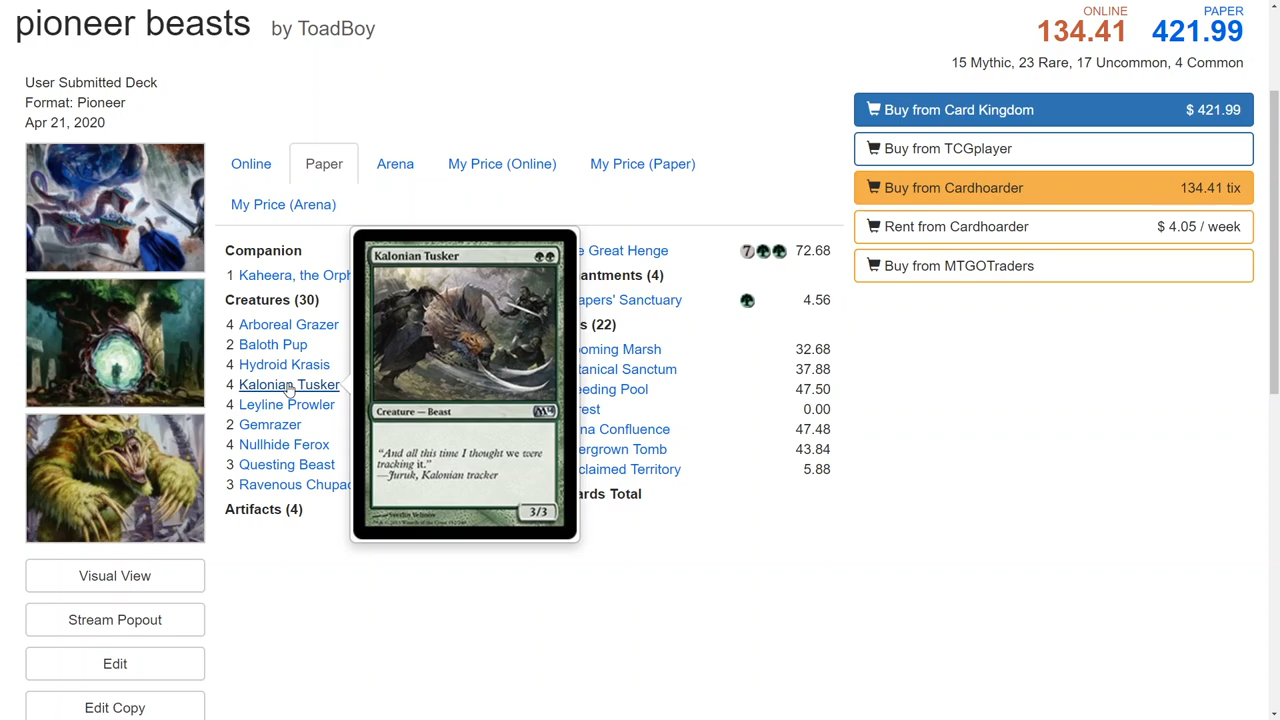 pioneer beasts by ToadBoy
ONLINE PAPER
134.41 421.99
15 Mythic, 23 Rare, 17 Uncommon, 4 Common
User Submitted Deck
Format: Pioneer
Apr 21, 2020
Buy from Card Kingdom $ 421.99
Buy from TCGplayer
Buy from Cardhoarder 134.41 tix
Rent from Cardhoarder $ 4.05 / week
Buy from MTGOTraders
Online Paper Arena My Price (Online) My Price (Paper)
My Price (Arena)
Companion
1 Kaheera, the Orph
Creatures (30)
4 Arboreal Grazer
2 Baloth Pup
4 Hydroid Krasis
4 Kalonian Tusker
4 Leyline Prowler
2 Gemrazer
4 Nullhide Ferox
3 Questing Beast
3 Ravenous Chupac
Artifacts (4)
Kalonian Tusker
Creature — Beast
M14
“And all this time I thought we were
tracking it.”
—Juruk, Kalonian tracker
3/3
e Great Henge 7 72.68
antments (4)
apers' Sanctuary 4.56
s (22)
ooming Marsh 32.68
tanical Sanctum 37.88
eeding Pool 47.50
rest 0.00
na Confluence 47.48
ergrown Tomb 43.84
claimed Territory 5.88
ards Total
Visual View
Stream Popout
Edit
Edit Copy